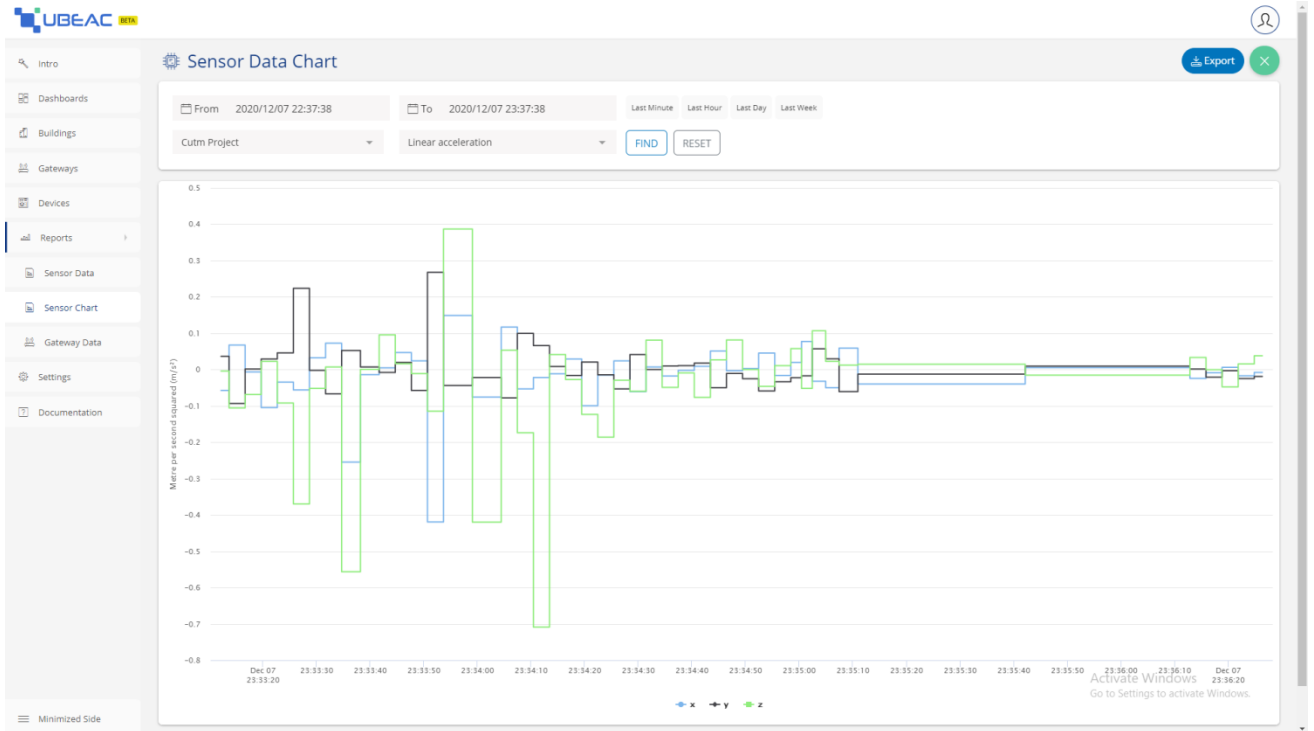 UBEAC BETA
Intro
Dashboards
Buildings
Gateways
Devices
Reports
Sensor Data
Sensor Chart
Gateway Data
Settings
Documentation
Minimized Side
Sensor Data Chart
Export
From 2020/12/07 22:37:38 To 2020/12/07 23:37:38 Last Minute Last Hour Last Day Last Week
Cutm Project Linear acceleration FIND RESET
Metre per second squared (m/s²)
0.5
0.4
0.3
0.2
0.1
0
-0.1
-0.2
-0.3
-0.4
-0.5
-0.6
-0.7
-0.8
Dec 07 23:33:30 23:33:40 23:33:50 23:34:00 23:34:10 23:34:20 23:34:30 23:34:40 23:34:50 23:35:00 23:35:10 23:35:20 23:35:30 23:35:40 23:35:50 23:36:00 23:36:10 Dec 07
23:33:20 23:36:20
x y z
Activate Windows
Go to Settings to activate Windows.